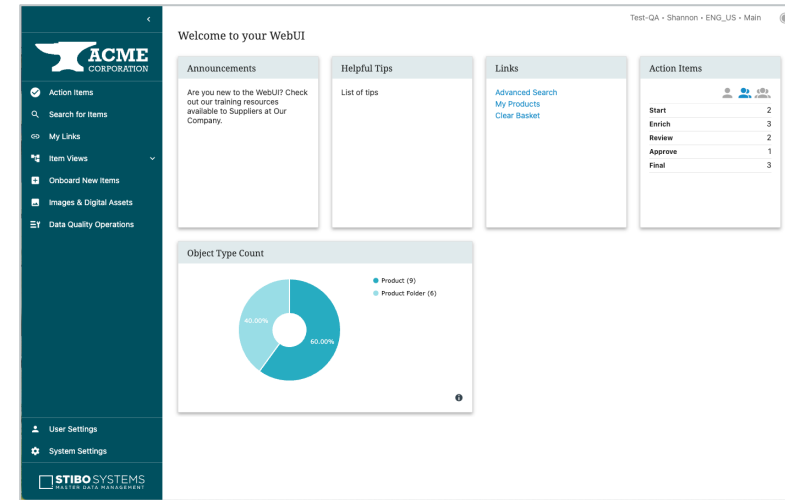 Test-QA • Shannon • ENG_US • Main
ACME
CORPORATION
Action Items
Search for Items
My Links
Item Views
Onboard New Items
Images & Digital Assets
Data Quality Operations
User Settings
System Settings
STIBO SYSTEMS
MASTER DATA MANAGEMENT
Welcome to your WebUI
Announcements
Are you new to the WebUI? Check
out our training resources
available to Suppliers at Our
Company.
Helpful Tips
List of tips
Links
Advanced Search
My Products
Clear Basket
Action Items
Start 2
Enrich 3
Review 2
Approve 1
Final 3
Object Type Count
40.00%
60.00%
Product (9)
Product Folder (6)